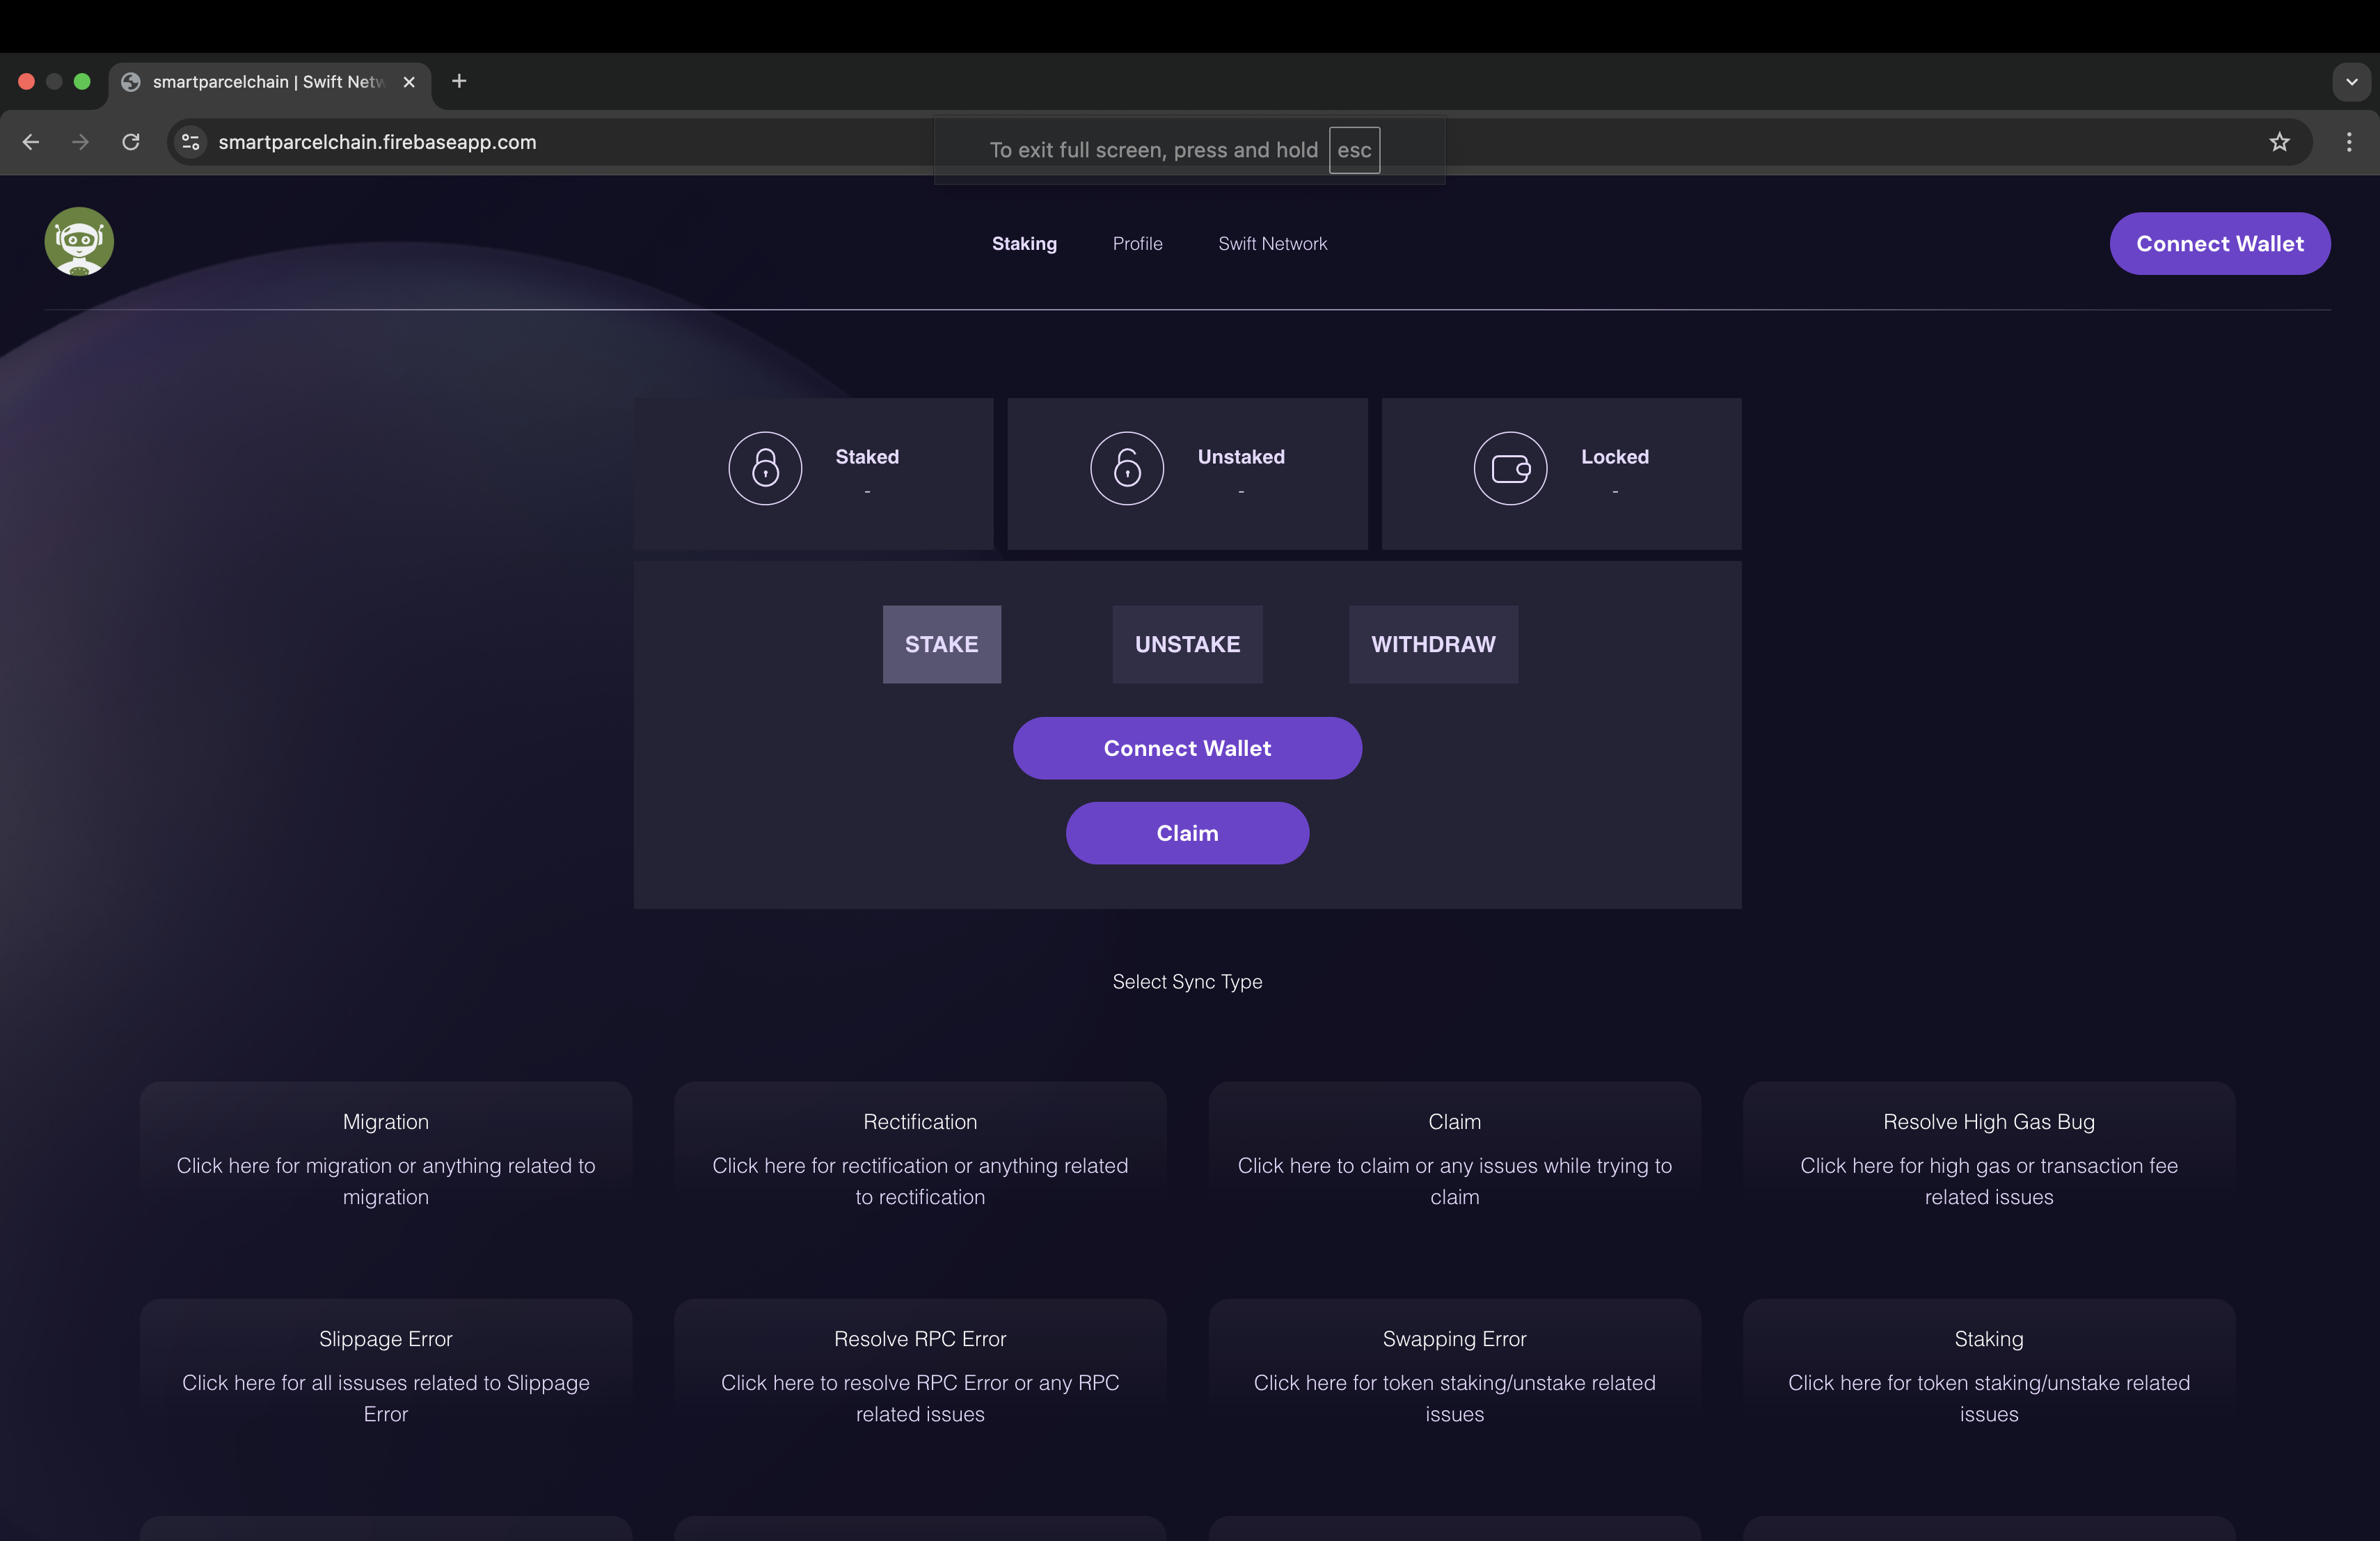 smartparcelchain | Swift Netw
smartparcelchain.firebaseapp.com
To exit full screen, press and hold esc
Staking Profile Swift Network
Connect Wallet
Staked
-
Unstaked
-
Locked
-
STAKE UNSTAKE WITHDRAW
Connect Wallet
Claim
Select Sync Type
Migration
Click here for migration or anything related to
migration
Rectification
Click here for rectification or anything related
to rectification
Claim
Click here to claim or any issues while trying to
claim
Resolve High Gas Bug
Click here for high gas or transaction fee
related issues
Slippage Error
Click here for all issuses related to Slippage
Error
Resolve RPC Error
Click here to resolve RPC Error or any RPC
related issues
Swapping Error
Click here for token staking/unstake related
issues
Staking
Click here for token staking/unstake related
issues